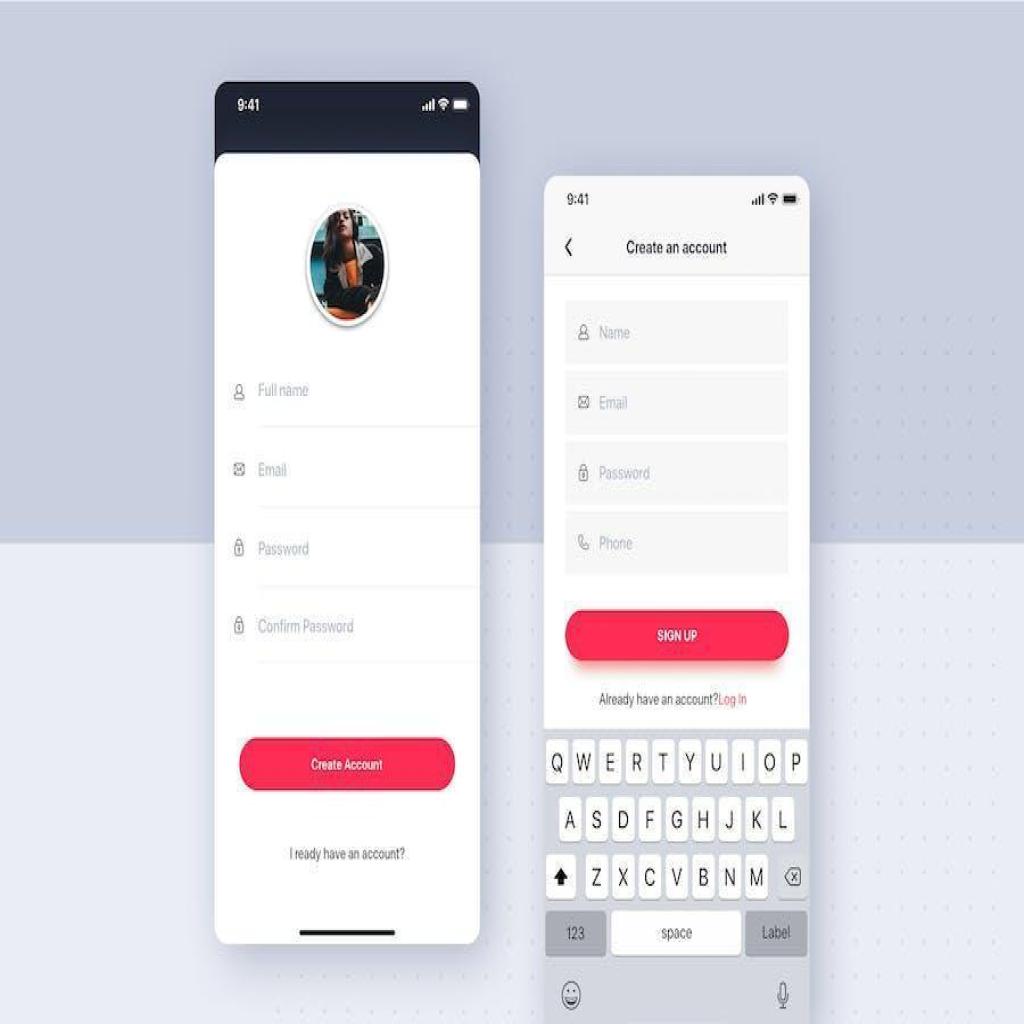 9:41
Full name
Email
Password
Confirm Password
Create Account
I ready have an account?
9:41
Create an account
Name
Email
Password
Phone
SIGN UP
Already have an account?Log In
Q W E R T Y U I O P
A S D F G H J K L
Z X C V B N M
123 space Label